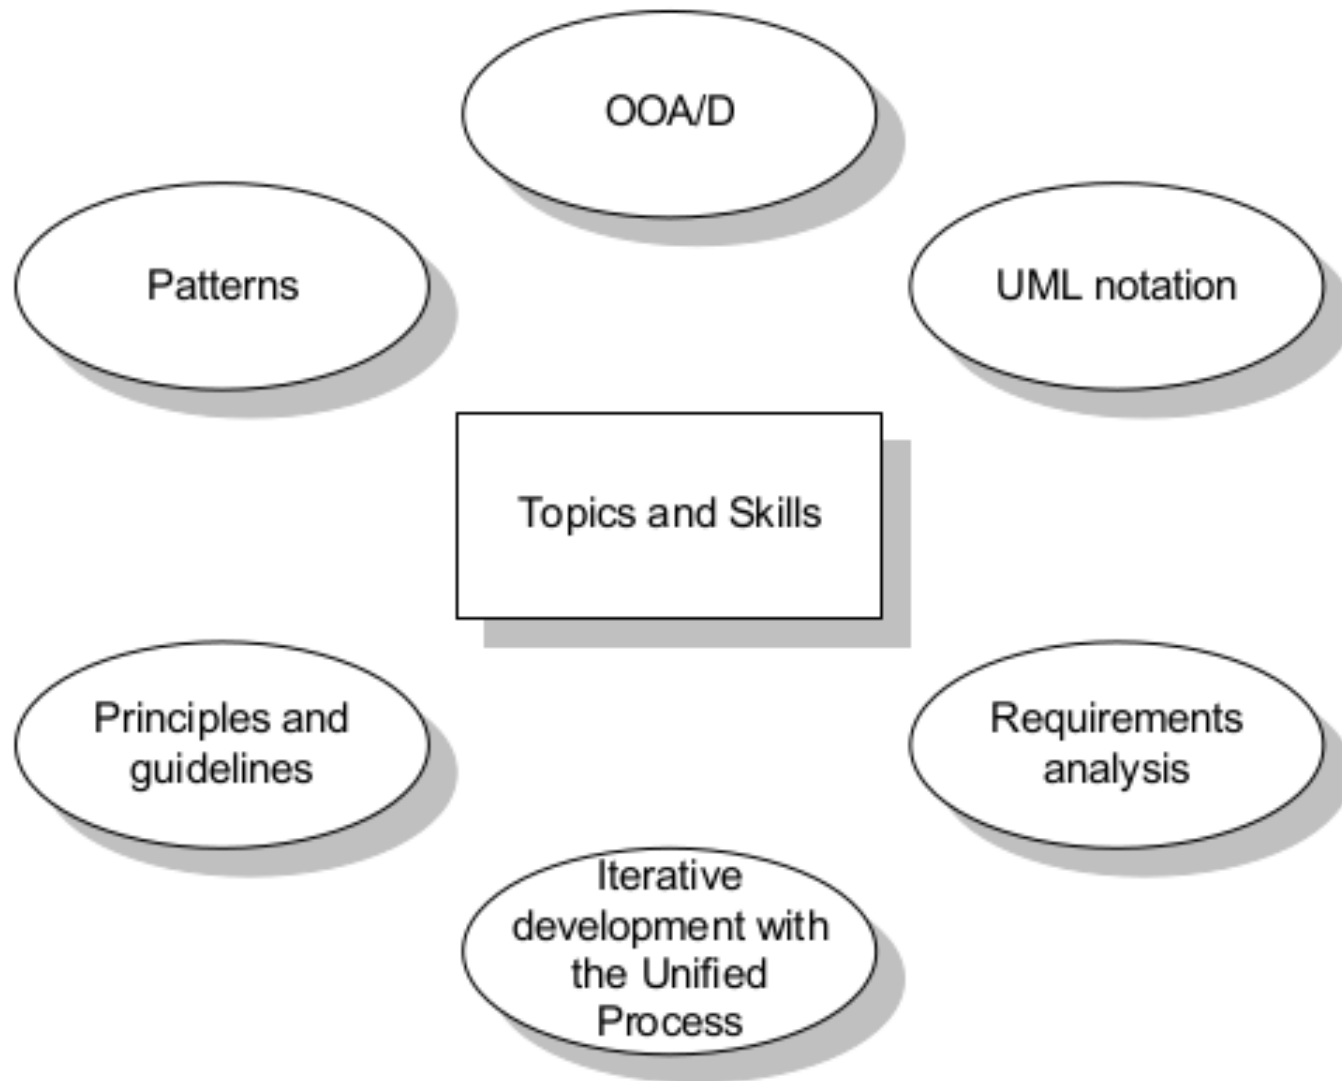 OOA/D
Patterns
UML notation
Topics and Skills
Principles and
guidelines
Requirements
analysis
Iterative
development with
the Unified
Process